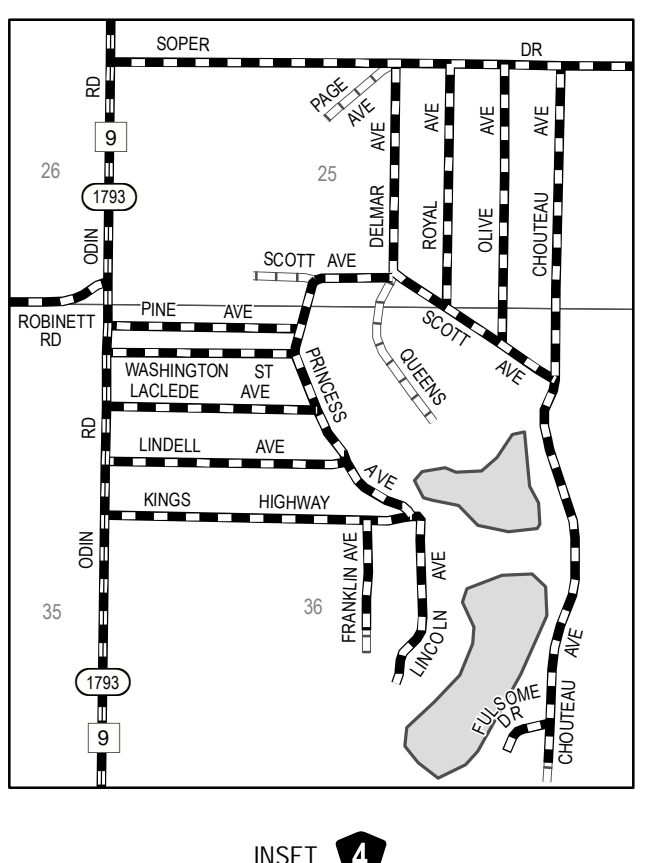 SOPER DR
RD
PAGE AVE
9
AVE
AVE
AVE
AVE
26
25
1793
DELMAR
ROYAL
OLIVE
CHOUTEAU
ODIN
SCOTT AVE
ROBINETT
RD
PINE AVE
SCOTT AVE
WASHINGTON ST
PRINCESS AVE
QUEENS
LACLEDE AVE
RD
LINDELL AVE
KINGS HIGHWAY
ODIN
FRANKLIN AVE
LINCOLN AVE
35
36
1793
FULSOME
DR
CHOUTEAU AVE
9
INSET 4